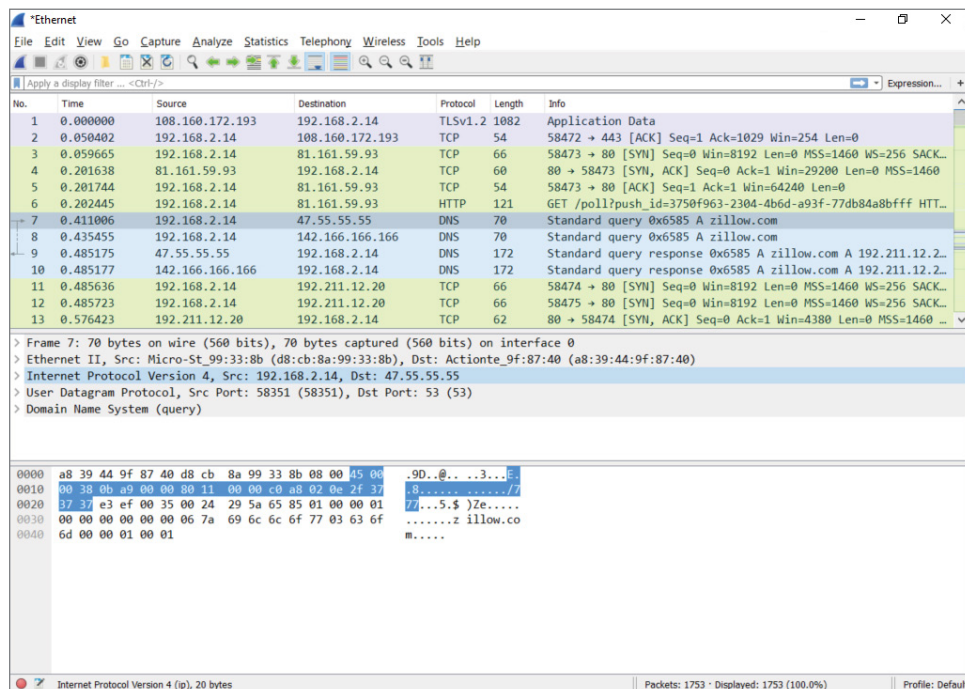 *Ethernet
File Edit View Go Capture Analyze Statistics Telephony Wireless Tools Help
Apply a display filter ... <Ctrl-/> Expression... +
No. Time Source Destination Protocol Length Info
1 0.000000 108.160.172.193 192.168.2.14 TLSv1.2 1082 Application Data
2 0.050402 192.168.2.14 108.160.172.193 TCP 54 58472 → 443 [ACK] Seq=1 Ack=1029 Win=254 Len=0
3 0.059665 192.168.2.14 81.161.59.93 TCP 66 58473 → 80 [SYN] Seq=0 Win=8192 Len=0 MSS=1460 WS=256 SACK…
4 0.201638 81.161.59.93 192.168.2.14 TCP 60 80 → 58473 [SYN, ACK] Seq=0 Ack=1 Win=29200 Len=0 MSS=1460
5 0.201744 192.168.2.14 81.161.59.93 TCP 54 58473 → 80 [ACK] Seq=1 Ack=1 Win=64240 Len=0
6 0.202445 192.168.2.14 81.161.59.93 HTTP 121 GET /poll?push_id=3750f963-2304-4b6d-a93f-77db84a8bfff HTT…
7 0.411006 192.168.2.14 47.55.55.55 DNS 70 Standard query 0x6585 A zillow.com
8 0.435455 192.168.2.14 142.166.166.166 DNS 70 Standard query 0x6585 A zillow.com
9 0.485175 47.55.55.55 192.168.2.14 DNS 172 Standard query response 0x6585 A zillow.com A 192.211.12.2…
10 0.485177 142.166.166.166 192.168.2.14 DNS 172 Standard query response 0x6585 A zillow.com A 192.211.12.2…
11 0.485636 192.168.2.14 192.211.12.20 TCP 66 58474 → 80 [SYN] Seq=0 Win=8192 Len=0 MSS=1460 WS=256 SACK…
12 0.485723 192.168.2.14 192.211.12.20 TCP 66 58475 → 80 [SYN] Seq=0 Win=8192 Len=0 MSS=1460 WS=256 SACK…
13 0.576423 192.211.12.20 192.168.2.14 TCP 62 80 → 58474 [SYN, ACK] Seq=0 Ack=1 Win=4380 Len=0 MSS=1460 …
> Frame 7: 70 bytes on wire (560 bits), 70 bytes captured (560 bits) on interface 0
> Ethernet II, Src: Micro-St_99:33:8b (d8:cb:8a:99:33:8b), Dst: Actionte_9f:87:40 (a8:39:44:9f:87:40)
> Internet Protocol Version 4, Src: 192.168.2.14, Dst: 47.55.55.55
> User Datagram Protocol, Src Port: 58351 (58351), Dst Port: 53 (53)
> Domain Name System (query)
0000 a8 39 44 9f 87 40 d8 cb 8a 99 33 8b 08 00 45 00 .9D..@.. ..3...E.
0010 00 38 0b a9 00 00 80 11 00 00 c0 a8 02 0e 2f 37 .8...... ....../7
0020 37 37 e3 ef 00 35 00 24 29 5a 65 85 01 00 00 01 77...5.$ )Ze.....
0030 00 00 00 00 00 00 06 7a 69 6c 6c 6f 77 03 63 6f .......z illow.co
0040 6d 00 00 01 00 01 m.....
Internet Protocol Version 4 (ip), 20 bytes Packets: 1753 · Displayed: 1753 (100.0%) Profile: Default